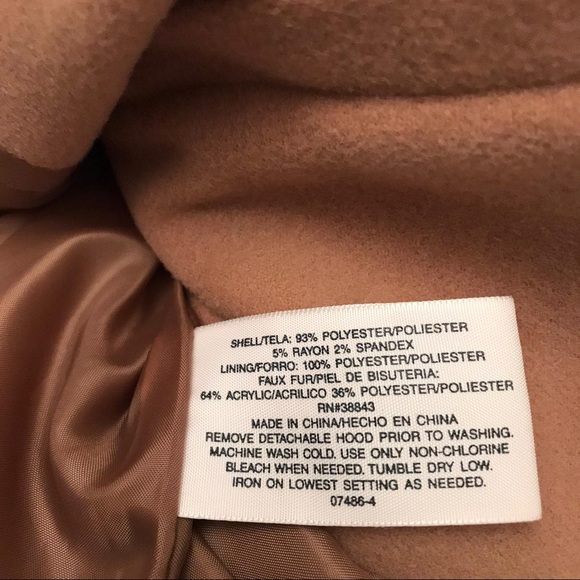 SHELL/TELA: 93% POLYESTER/POLIESTER
5% RAYON 2% SPANDEX
LINING/FORRO: 100% POLYESTER/POLIESTER
FAUX FUR/PIEL DE BISUTERIA:
64% ACRYLIC/ACRILICO 36% POLYESTER/POLIESTER
RN#38843
MADE IN CHINA/HECHO EN CHINA
REMOVE DETACHABLE HOOD PRIOR TO WASHING.
MACHINE WASH COLD. USE ONLY NON-CHLORINE
BLEACH WHEN NEEDED. TUMBLE DRY LOW.
IRON ON LOWEST SETTING AS NEEDED.
07486-4